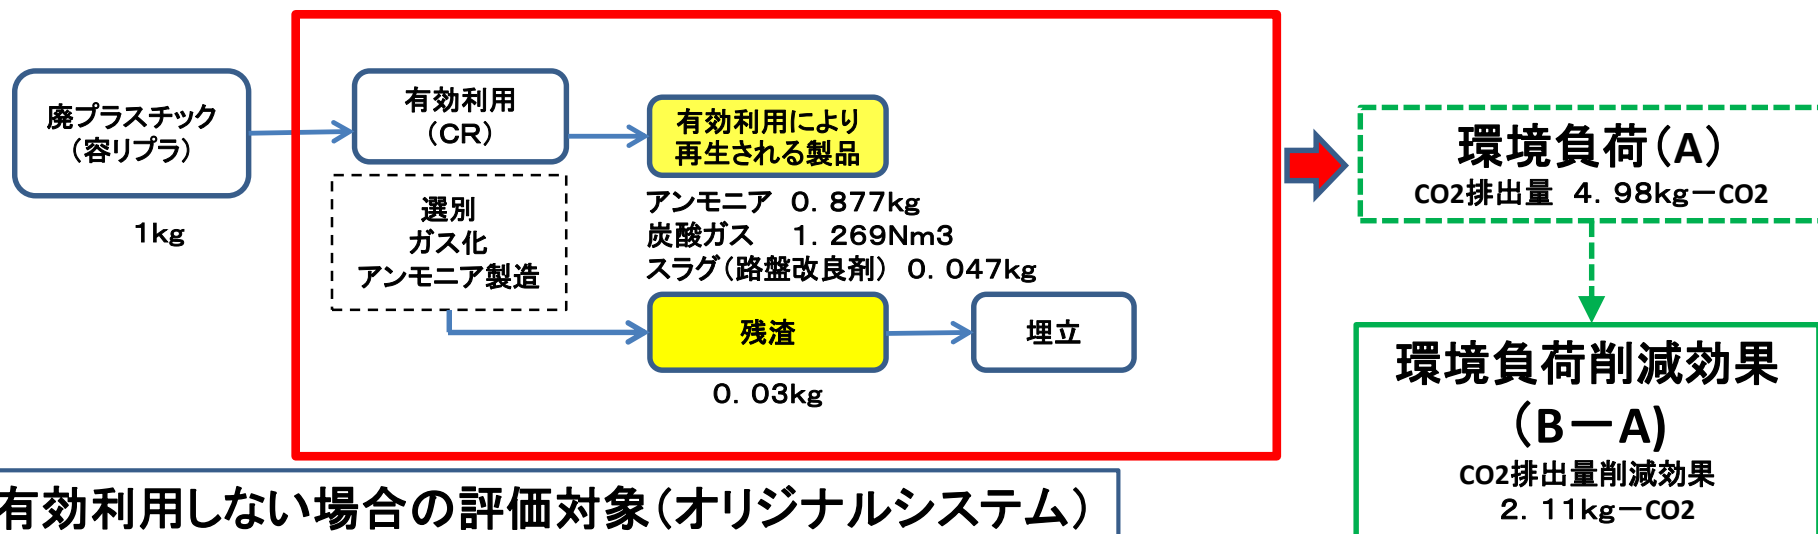 廃プラスチック
（容リプラ）
1kg
有効利用
（CR）
選別
ガス化
アンモニア製造
有効利用により
再生される製品
アンモニア　0．877kg
炭酸ガス　　1．269Nm3
スラグ（路盤改良剤）　0．047kg
残渣
0．03kg
埋立
環境負荷（A）
CO2排出量　4．98kg－CO2
環境負荷削減効果
（B－A)
CO2排出量削減効果
2．11kg－CO2
有効利用しない場合の評価対象（オリジナルシステム）